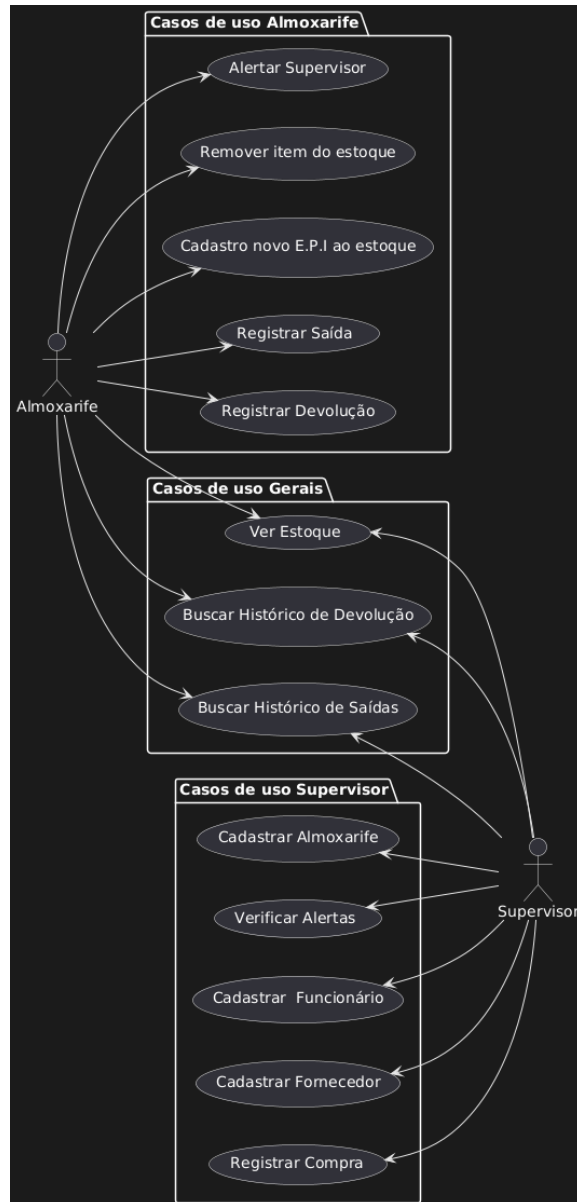 Casos de uso Almoxarife
Alertar Supervisor
Remover item do estoque
Cadastro novo E.P.I ao estoque
Registrar Saída
Almoxarife
Registrar Devolução
Casos de uso Gerais
Ver Estoque
Buscar Histórico de Devolução
Buscar Histórico de Saídas
Casos de uso Supervisor
Cadastrar Almoxarife
Verificar Alertas
Supervisor
Cadastrar  Funcionário
Cadastrar Fornecedor
Registrar Compra